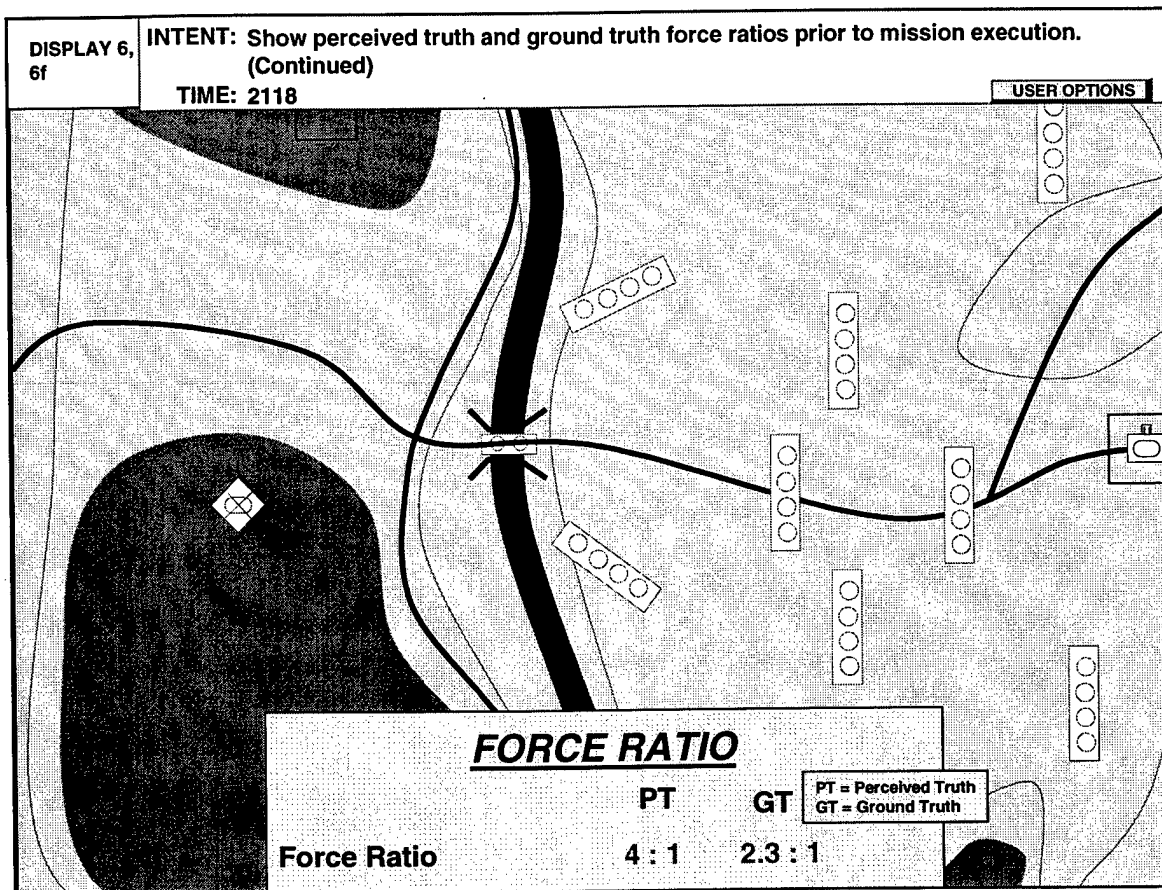 DISPLAY 6,
6f
INTENT: Show perceived truth and ground truth force ratios prior to mission execution.
(Continued)
TIME: 2118
USER OPTIONS
FORCE RATIO
PT GT
PT = Perceived Truth
GT = Ground Truth
Force Ratio 4 : 1 2.3 : 1